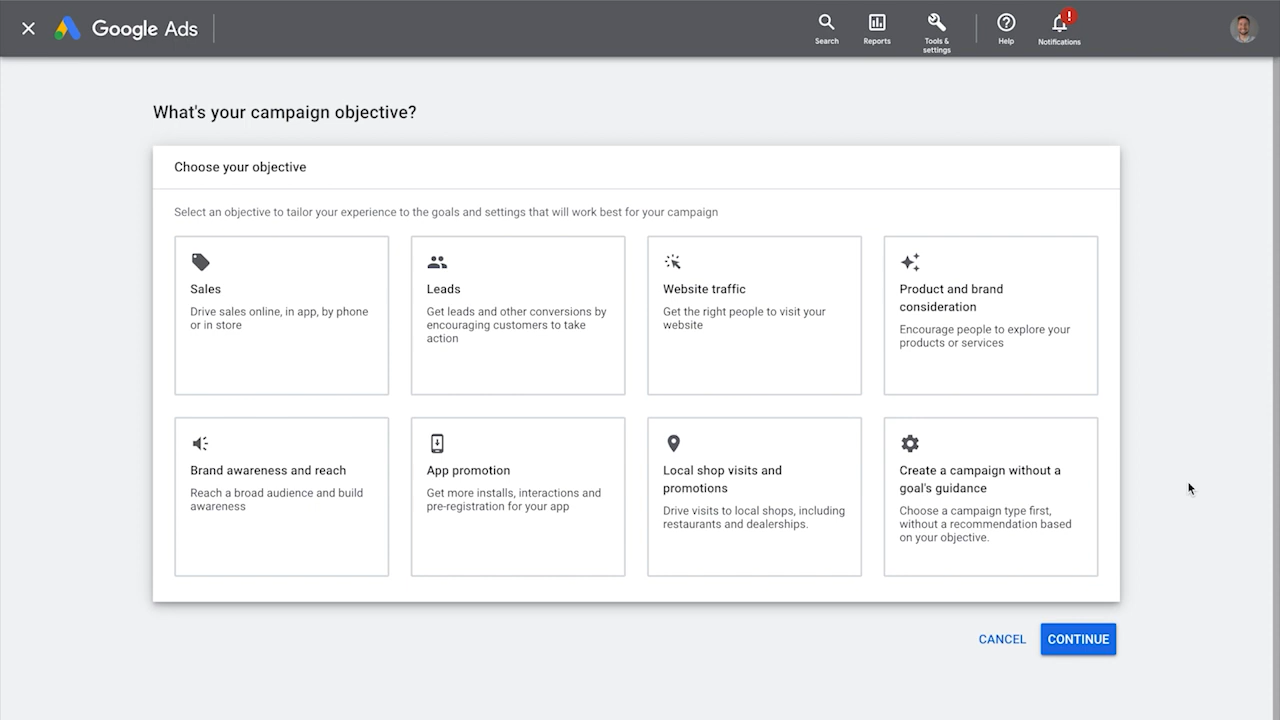 Google Ads
Search
Reports
Tools &
settings
Help
!
Notifications
What's your campaign objective?
Choose your objective
Select an objective to tailor your experience to the goals and settings that will work best for your campaign
Sales
Drive sales online, in app, by phone
or in store
Leads
Get leads and other conversions by
encouraging customers to take
action
Website traffic
Get the right people to visit your
website
Product and brand
consideration
Encourage people to explore your
products or services
Brand awareness and reach
Reach a broad audience and build
awareness
App promotion
Get more installs, interactions and
pre-registration for your app
Local shop visits and
promotions
Drive visits to local shops, including
restaurants and dealerships.
Create a campaign without a
goal's guidance
Choose a campaign type first,
without a recommendation based
on your objective.
CANCEL
CONTINUE